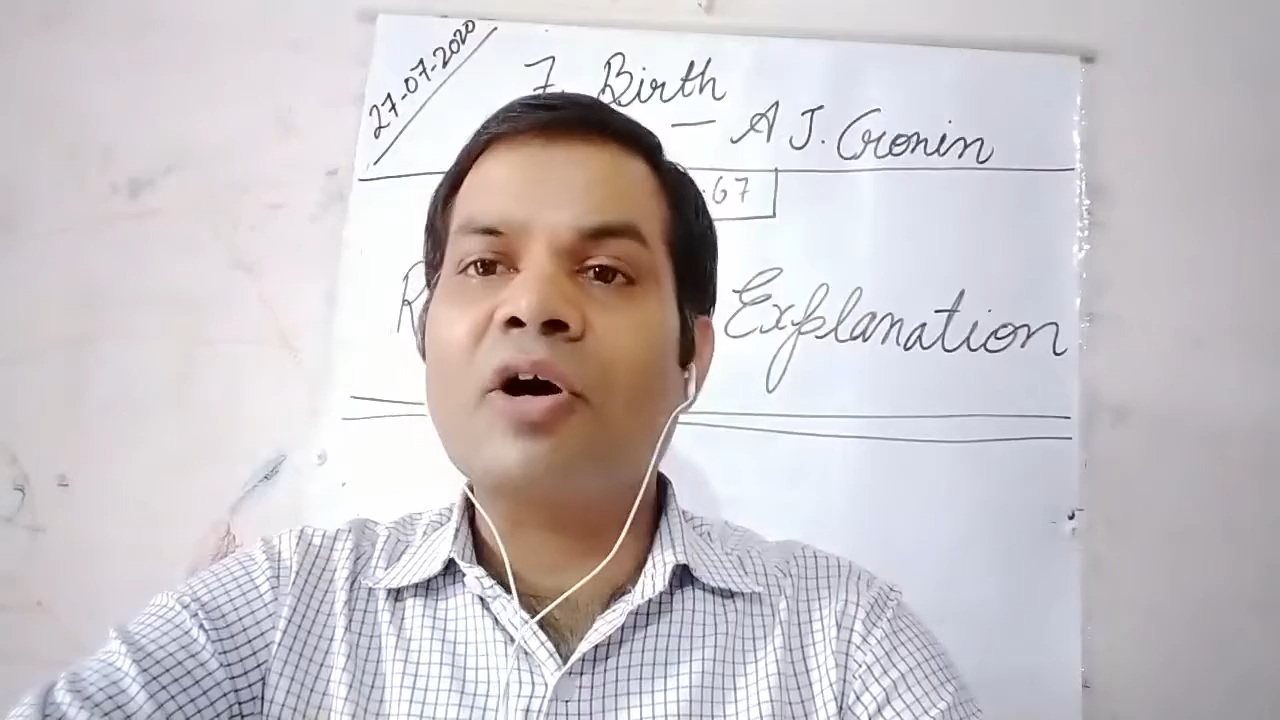 27-07-2020
7. Birth
— A J. Cronin
67
Explanation